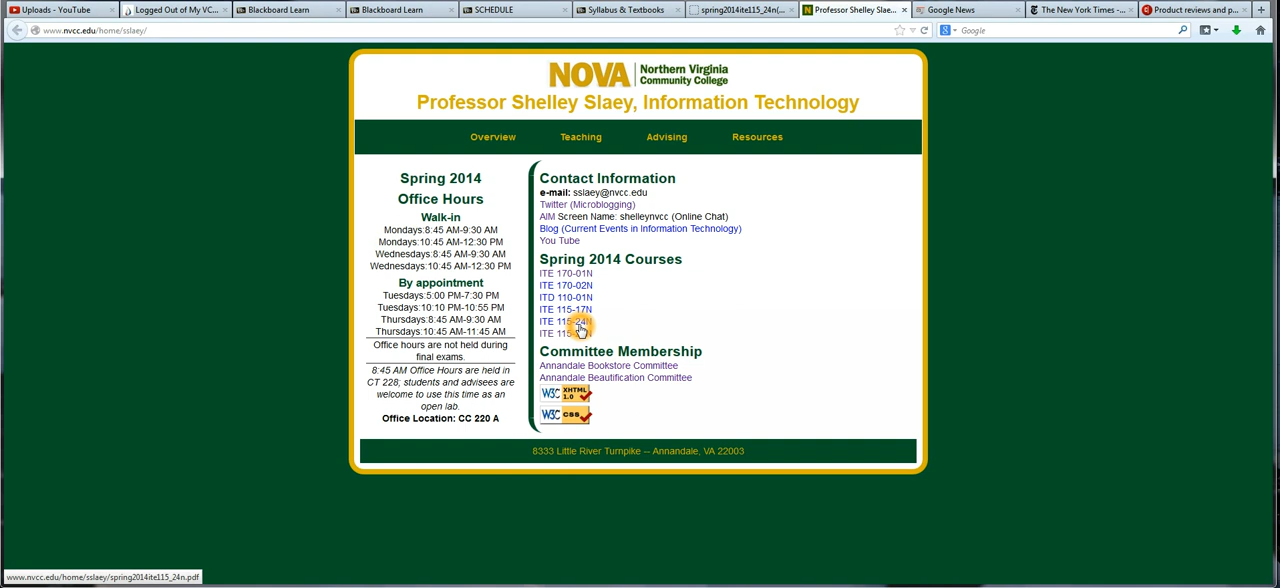 Uploads - YouTube
Logged Out of My VC...
Blackboard Learn
Blackboard Learn
SCHEDULE
Syllabus & Textbooks
spring2014ite115_24n(...
Professor Shelley Slae...
Google News
The New York Times -...
Product reviews and p...
www.nvcc.edu/home/sslaey/
Google
NOVA
Northern Virginia
Community College
Professor Shelley Slaey, Information Technology
Overview
Teaching
Advising
Resources
Spring 2014
Office Hours
Walk-in
Mondays:8:45 AM-9:30 AM
Mondays:10:45 AM-12:30 PM
Wednesdays:8:45 AM-9:30 AM
Wednesdays:10:45 AM-12:30 PM
By appointment
Tuesdays:5:00 PM-7:30 PM
Tuesdays:10:10 PM-10:55 PM
Thursdays:8:45 AM-9:30 AM
Thursdays:10:45 AM-11:45 AM
Office hours are not held during
final exams.
8:45 AM Office Hours are held in
CT 228; students and advisees are
welcome to use this time as an
open lab.
Office Location: CC 220 A
Contact Information
e-mail: sslaey@nvcc.edu
Twitter (Microblogging)
AIM Screen Name: shelleynvcc (Online Chat)
Blog (Current Events in Information Technology)
You Tube
Spring 2014 Courses
ITE 170-01N
ITE 170-02N
ITD 110-01N
ITE 115-17N
ITE 115-24N
ITE
Committee Membership
Annandale Bookstore Committee
Annandale Beautification Committee
W3C XHTML 1.0
W3C CSS
8333 Little River Turnpike -- Annandale, VA 22003
www.nvcc.edu/home/sslaey/spring2014ite115_24n.pdf